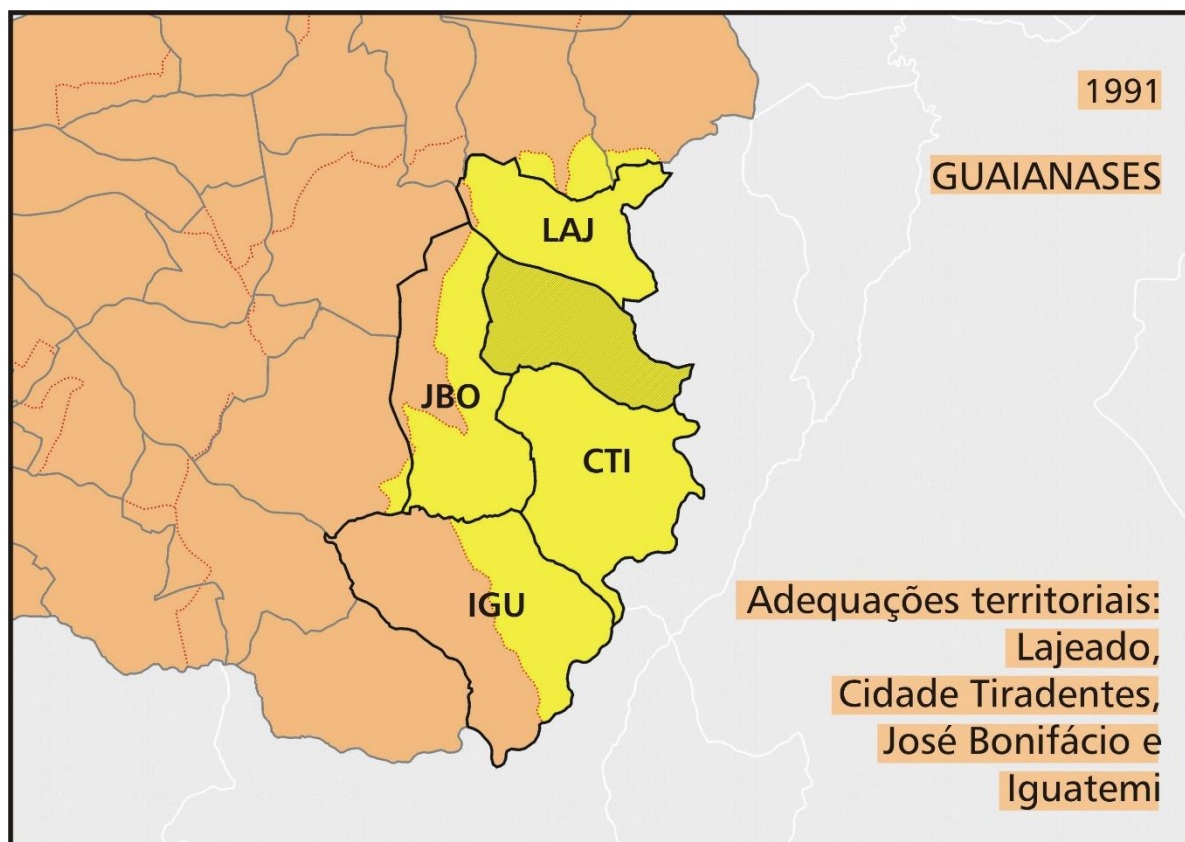 1991
GUAIANASES
LAJ
JBO
CTI
IGU
Adequações territoriais:
Lajeado,
Cidade Tiradentes,
José Bonifácio e
Iguatemi